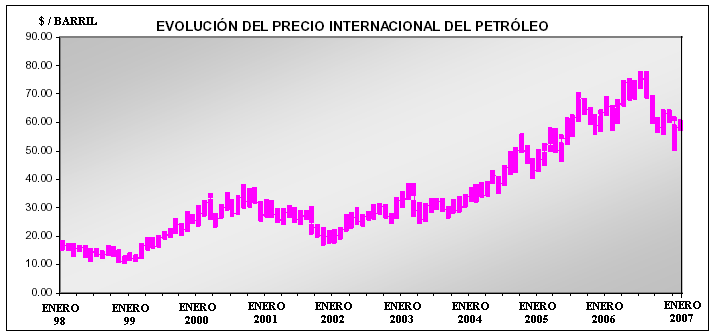 $ / BARRIL
EVOLUCIÓN DEL PRECIO INTERNACIONAL DEL PETRÓLEO
90.00
80.00
70.00
60.00
50.00
40.00
30.00
20.00
10.00
0.00
ENERO 98
ENERO 99
ENERO 2000
ENERO 2001
ENERO 2002
ENERO 2003
ENERO 2004
ENERO 2005
ENERO 2006
ENERO 2007